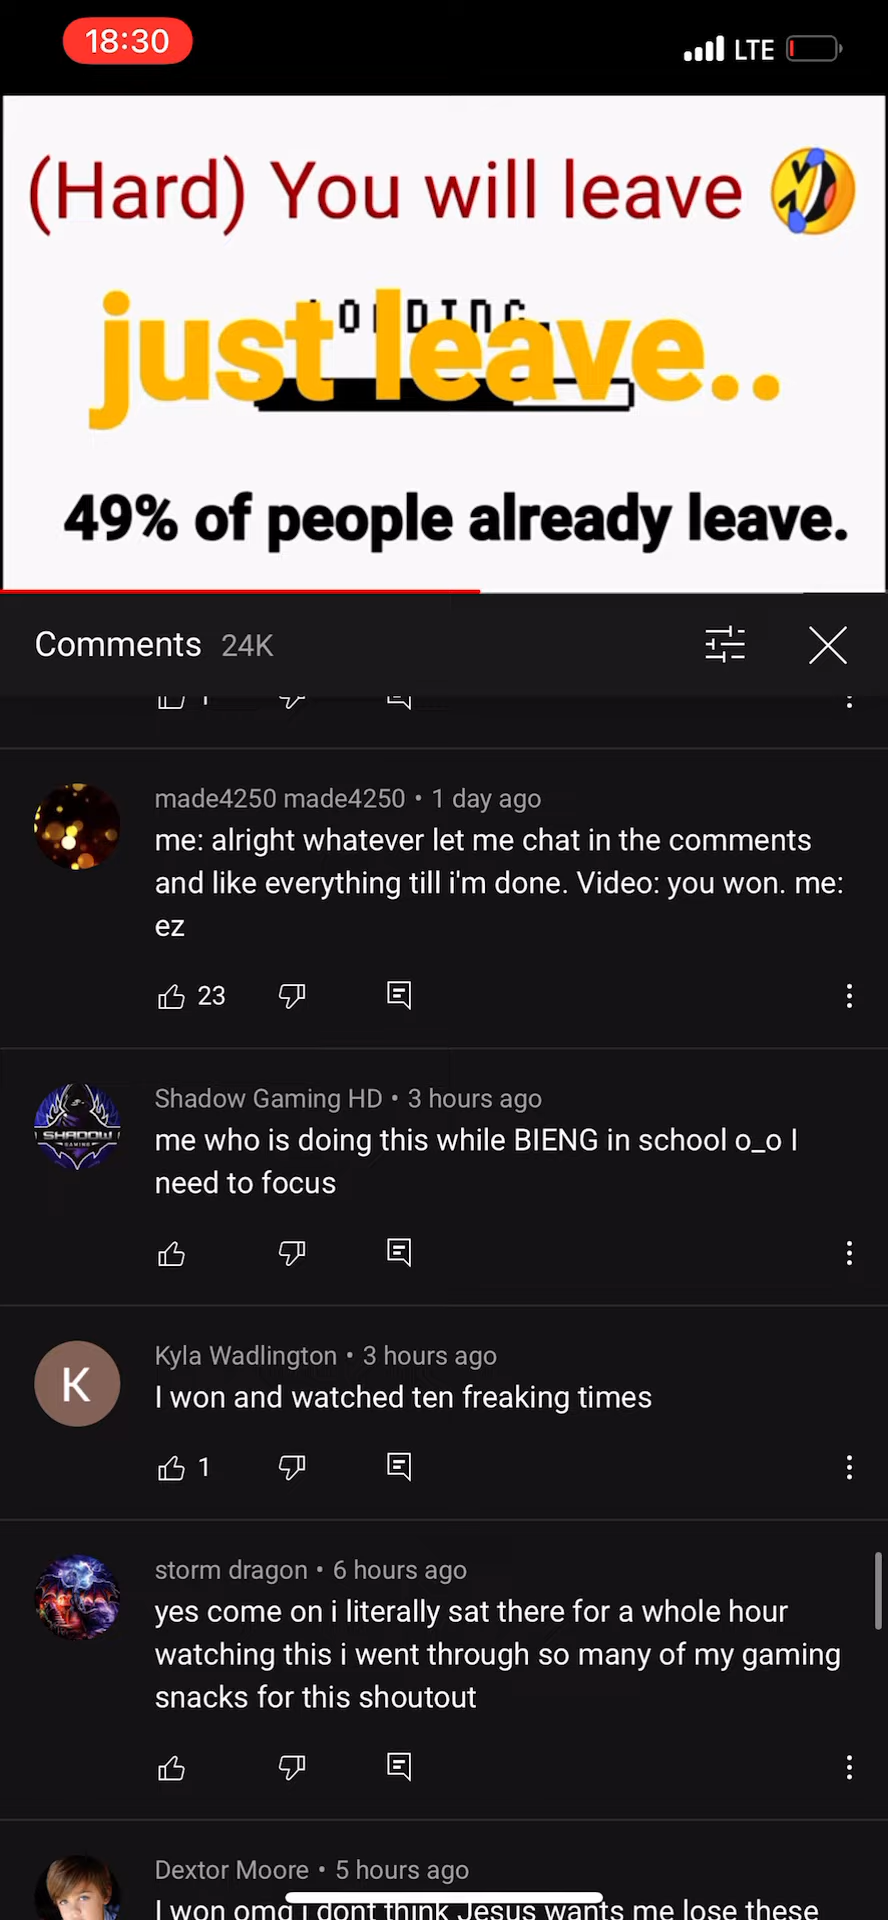 18:30
LTE
(Hard) You will leave 🤣
LOADING..
just leave..
49% of people already leave.
Comments 24K
1
made4250 made4250 • 1 day ago
me: alright whatever let me chat in the comments
and like everything till i'm done. Video: you won. me:
ez
23
SHADOW
GAMING
Shadow Gaming HD • 3 hours ago
me who is doing this while BIENG in school o_o I
need to focus
K
Kyla Wadlington • 3 hours ago
I won and watched ten freaking times
1
storm dragon • 6 hours ago
yes come on i literally sat there for a whole hour
watching this i went through so many of my gaming
snacks for this shoutout
Dextor Moore • 5 hours ago
I won omg i dont think Jesus wants me lose these